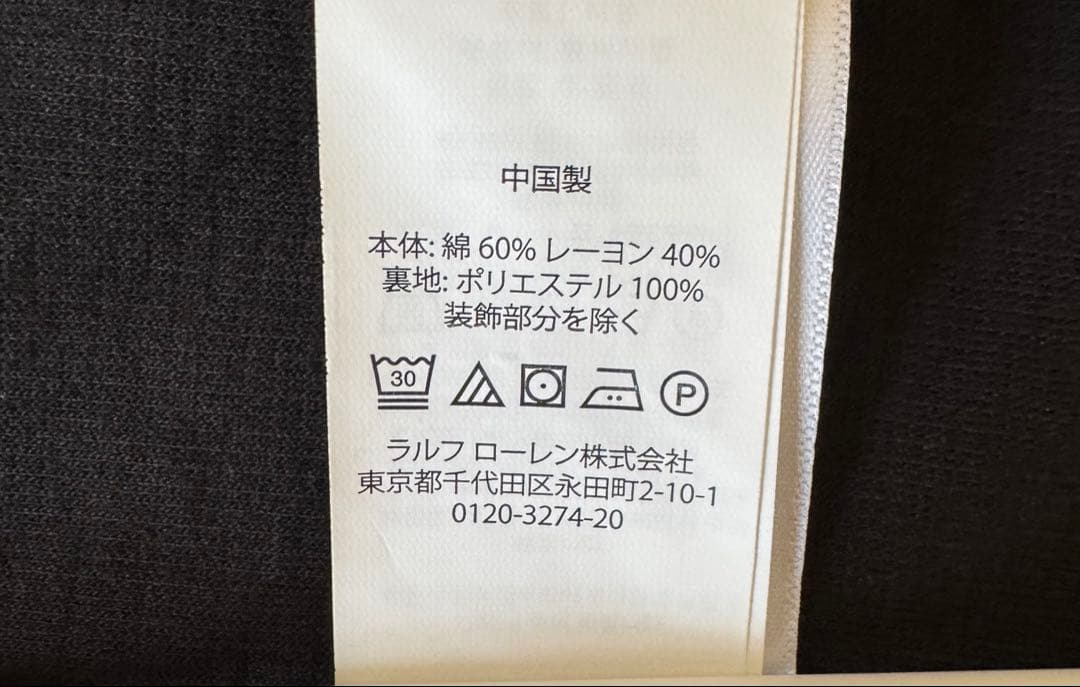 中国製
本体: 綿 60% レーヨン 40%
裏地: ポリエステル 100%
装飾部分を除く
30 P
ラルフ ローレン株式会社
東京都千代田区永田町2-10-1
0120-3274-20